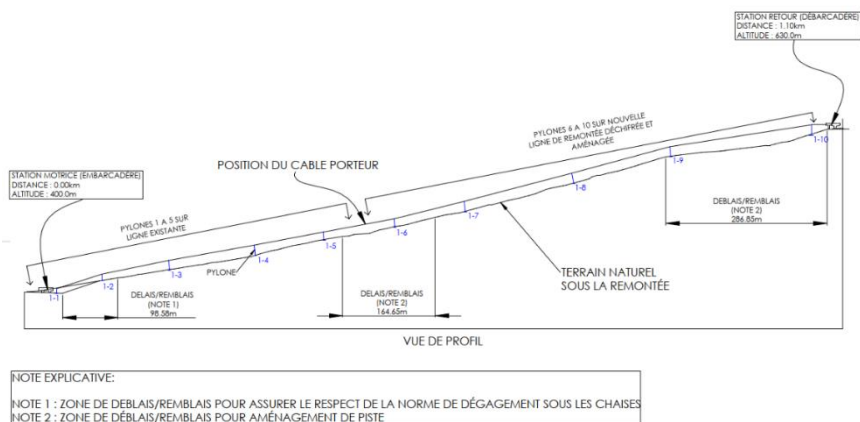 STATION RETOUR (DÉBARCADÈRE)
DISTANCE : 1.10km
ALTITUDE : 630.0m
PYLONES 6 A 10 SUR NOUVELLE
LIGNE DE REMONTÉE DÉCHIFRÉE ET
AMÉNAGÉE
1-10
1-9
STATION MOTRICE (EMBARCADÈRE)
DISTANCE : 0.00km
ALTITUDE : 400.0m
POSITION DU CABLE PORTEUR
1-8
DEBLAIS/REMBLAIS
(NOTE 2)
286.85m
PYLONES 1 A 5 SUR
LIGNE EXISTANTE
1-7
1-6
1-5
1-4
1-3
PYLONE
1-2
1-1
TERRAIN NATUREL
SOUS LA REMONTÉE
DELAIS/REMBLAIS
(NOTE 1)
98.58m
DELAIS/REMBLAIS
(NOTE 2)
164.65m
VUE DE PROFIL
NOTE EXPLICATIVE:
NOTE 1 : ZONE DE DEBLAIS/REMBLAIS POUR ASSURER LE RESPECT DE LA NORME DE DÉGAGEMENT SOUS LES CHAISES
NOTE 2 : ZONE DE DÉBLAIS/REMBLAIS POUR AMÉNAGEMENT DE PISTE